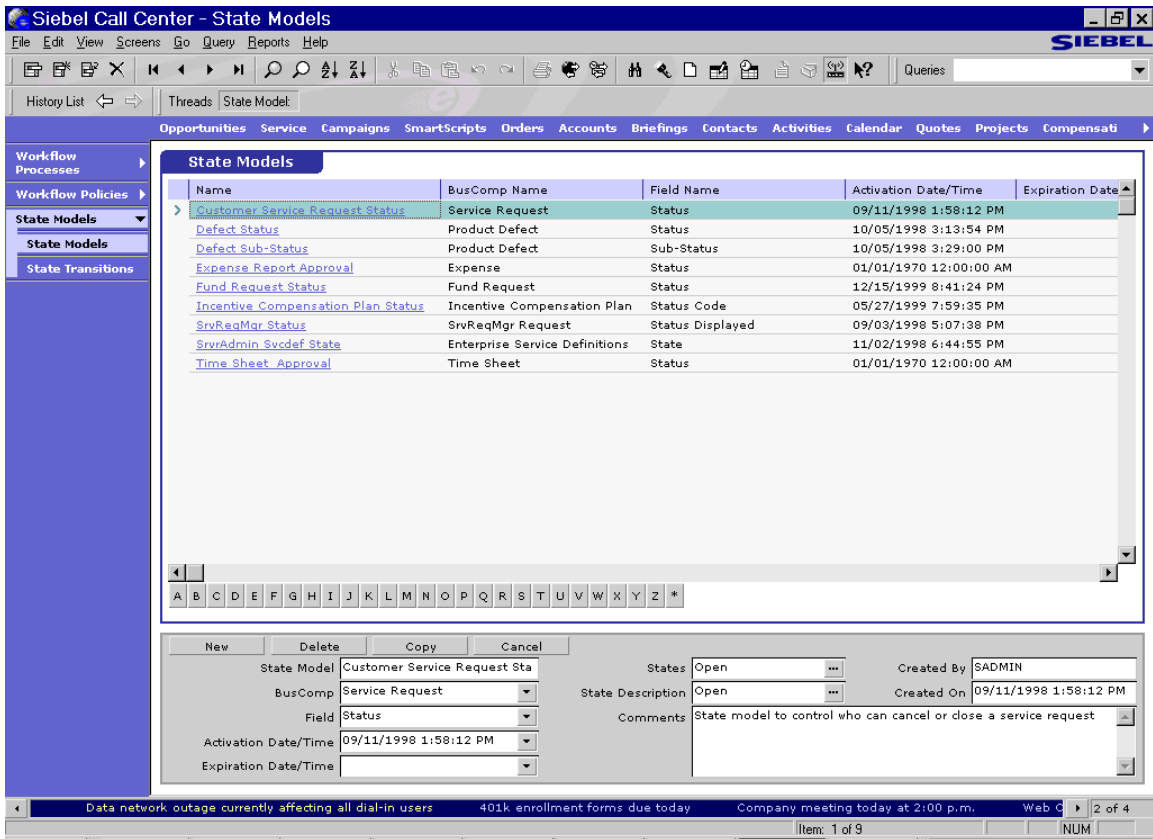 Siebel Call Center - State Models
File Edit View Screens Go Query Reports Help
SIEBEL
Queries
History List Threads State Model:
Opportunities Service Campaigns SmartScripts Orders Accounts Briefings Contacts Activities Calendar Quotes Projects Compensati
Workflow Processes
Workflow Policies
State Models
State Models
State Transitions
State Models
Name BusComp Name Field Name Activation Date/Time Expiration Date
Customer Service Request Status Service Request Status 09/11/1998 1:58:12 PM
Defect Status Product Defect Status 10/05/1998 3:13:54 PM
Defect Sub-Status Product Defect Sub-Status 10/05/1998 3:29:00 PM
Expense Report Approval Expense Status 01/01/1970 12:00:00 AM
Fund Request Status Fund Request Status 12/15/1999 8:41:24 PM
Incentive Compensation Plan Status Incentive Compensation Plan Status Code 05/27/1999 7:59:35 PM
SrvReqMgr Status SrvReqMgr Request Status Displayed 09/03/1998 5:07:38 PM
SrvrAdmin Svcdef State Enterprise Service Definitions State 11/02/1998 6:44:55 PM
Time Sheet Approval Time Sheet Status 01/01/1970 12:00:00 AM
A B C D E F G H I J K L M N O P Q R S T U V W X Y Z *
New Delete Copy Cancel
State Model Customer Service Request Sta States Open Created By SADMIN
BusComp Service Request State Description Open Created On 09/11/1998 1:58:12 PM
Field Status Comments State model to control who can cancel or close a service request
Activation Date/Time 09/11/1998 1:58:12 PM
Expiration Date/Time
Data network outage currently affecting all dial-in users 401k enrollment forms due today Company meeting today at 2:00 p.m. Web 2 of 4
Item: 1 of 9 NUM